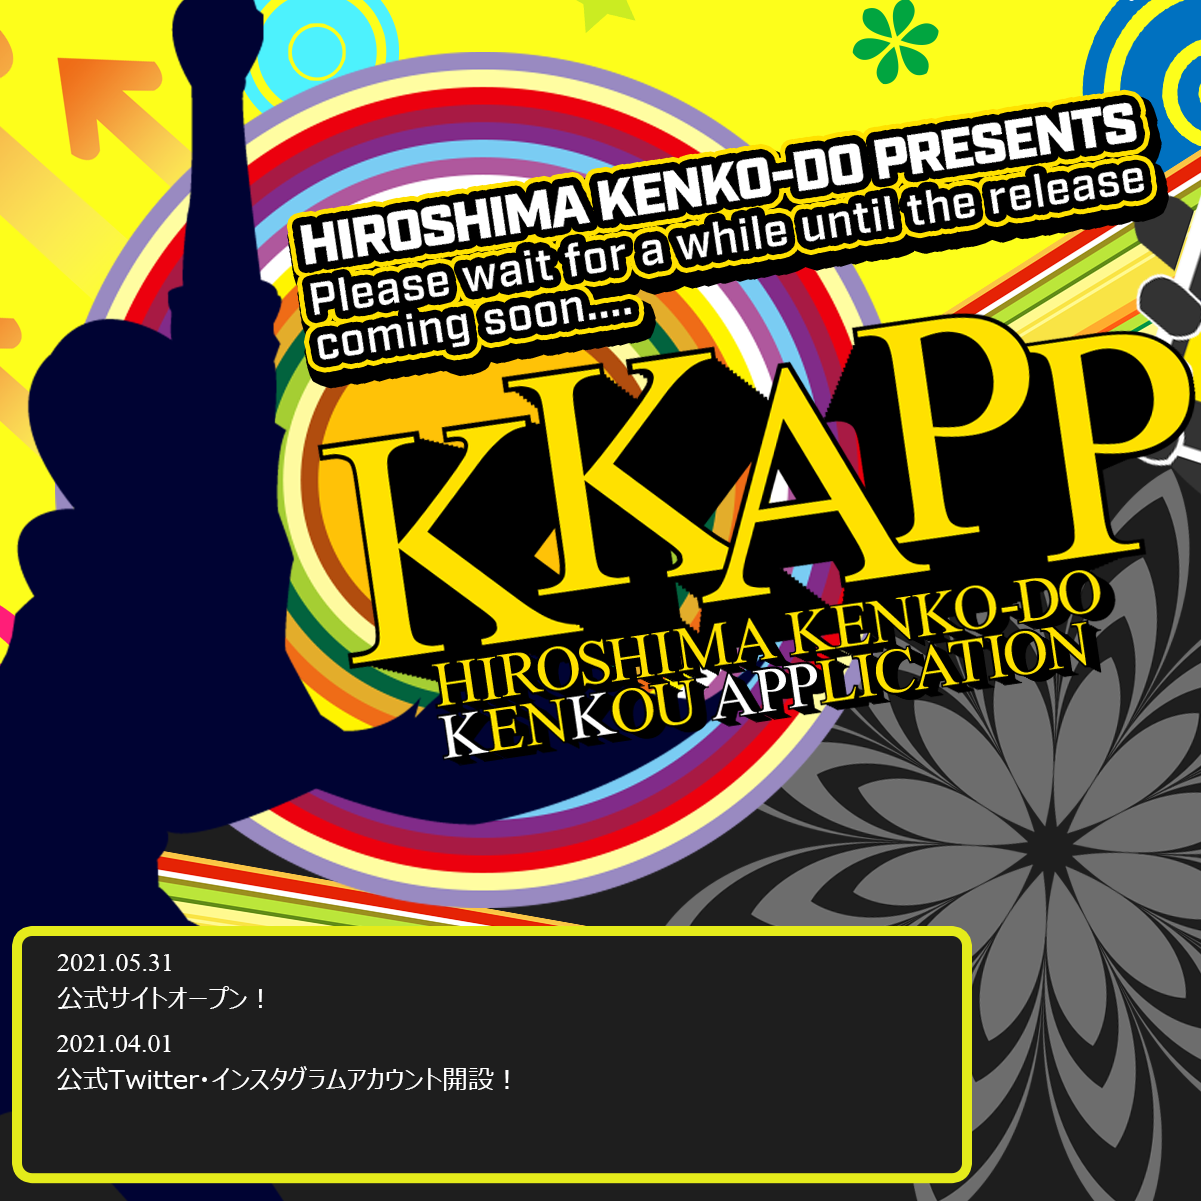 HIROSHIMA KENKO-DO PRESENTS
Please wait for a while until the release
coming soon....
KKAPP
HIROSHIMA KENKO-DO
KENKOU APPLICATION
2021.05.31
公式サイトオープン！
2021.04.01
公式Twitter･インスタグラムアカウント開設！